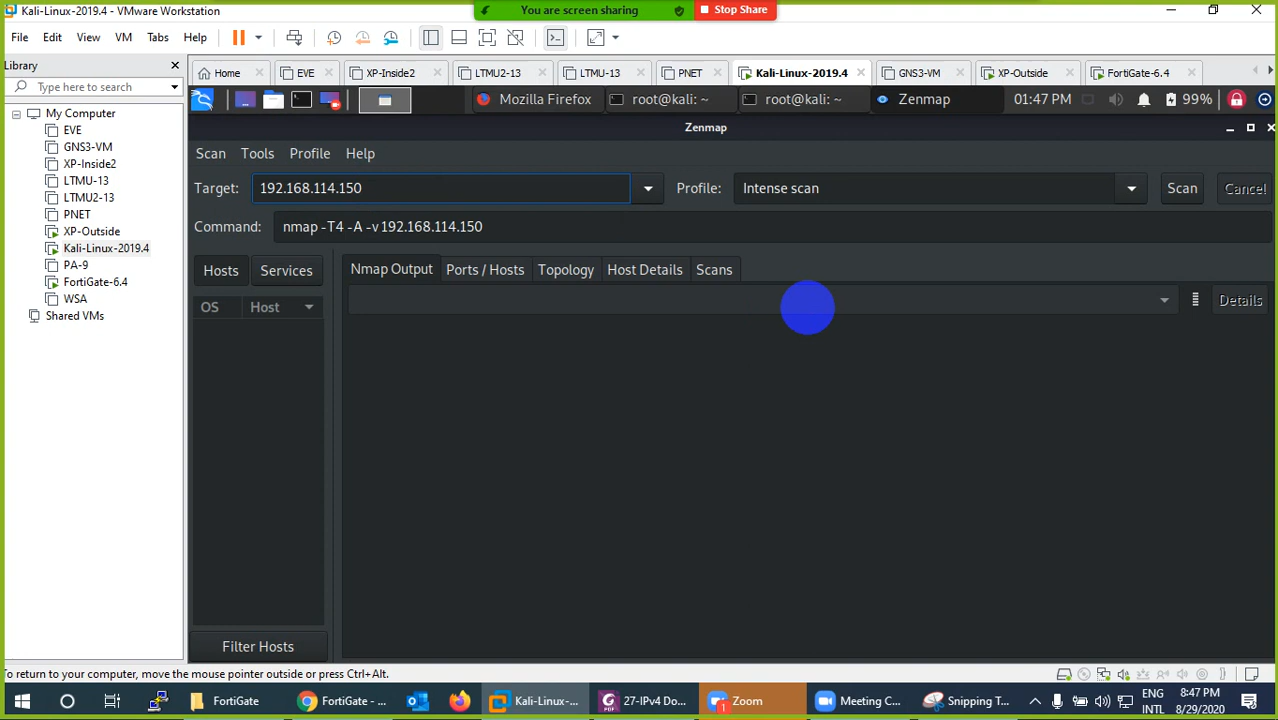 Kali-Linux-2019.4 - VMware Workstation
You are screen sharing
Stop Share
File Edit View VM Tabs Help
Library
Type here to search
My Computer
EVE
GNS3-VM
XP-Inside2
LTMU-13
LTMU2-13
PNET
XP-Outside
Kali-Linux-2019.4
PA-9
FortiGate-6.4
WSA
Shared VMs
Home EVE XP-Inside2 LTMU2-13 LTMU-13 PNET Kali-Linux-2019.4 GNS3-VM XP-Outside FortiGate-6.4
Mozilla Firefox root@kali: ~ root@kali: ~ Zenmap 01:47 PM 99%
Zenmap
Scan Tools Profile Help
Target: 192.168.114.150 Profile: Intense scan Scan Cancel
Command: nmap -T4 -A -v 192.168.114.150
Hosts Services Nmap Output Ports / Hosts Topology Host Details Scans
OS Host Details
Filter Hosts
To return to your computer, move the mouse pointer outside or press Ctrl+Alt.
FortiGate FortiGate - ... Kali-Linux-... PDF 27-IPv4 Do... 1 Zoom Meeting C... Snipping T... ENG INTL 8:47 PM 8/29/2020